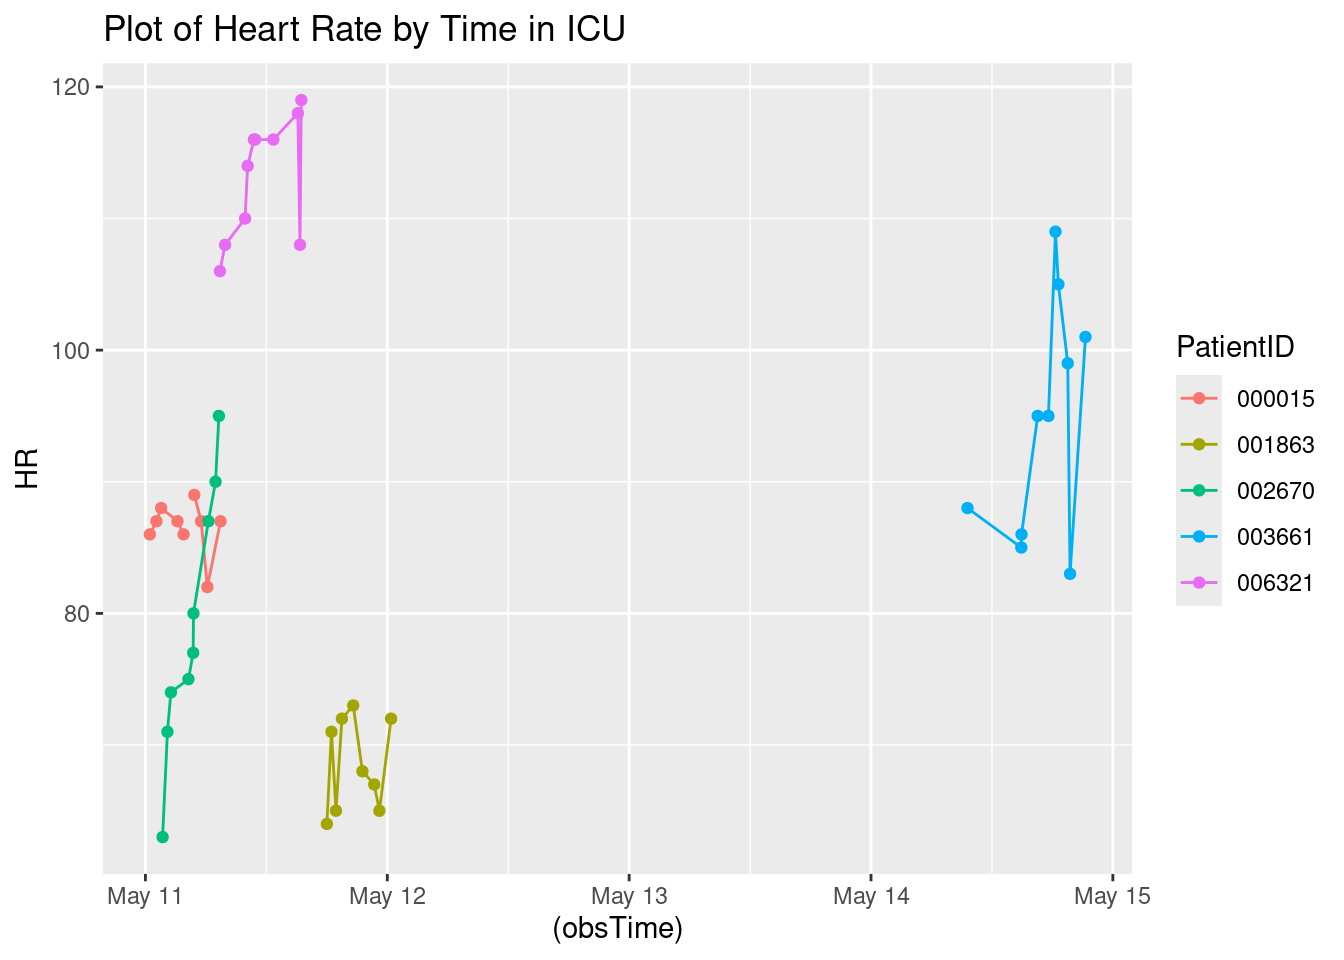 Plot of Heart Rate by Time in ICU
120
100
80
HR
May 11
May 12
May 13
May 14
May 15
(obsTime)
PatientID
000015
001863
002670
003661
006321